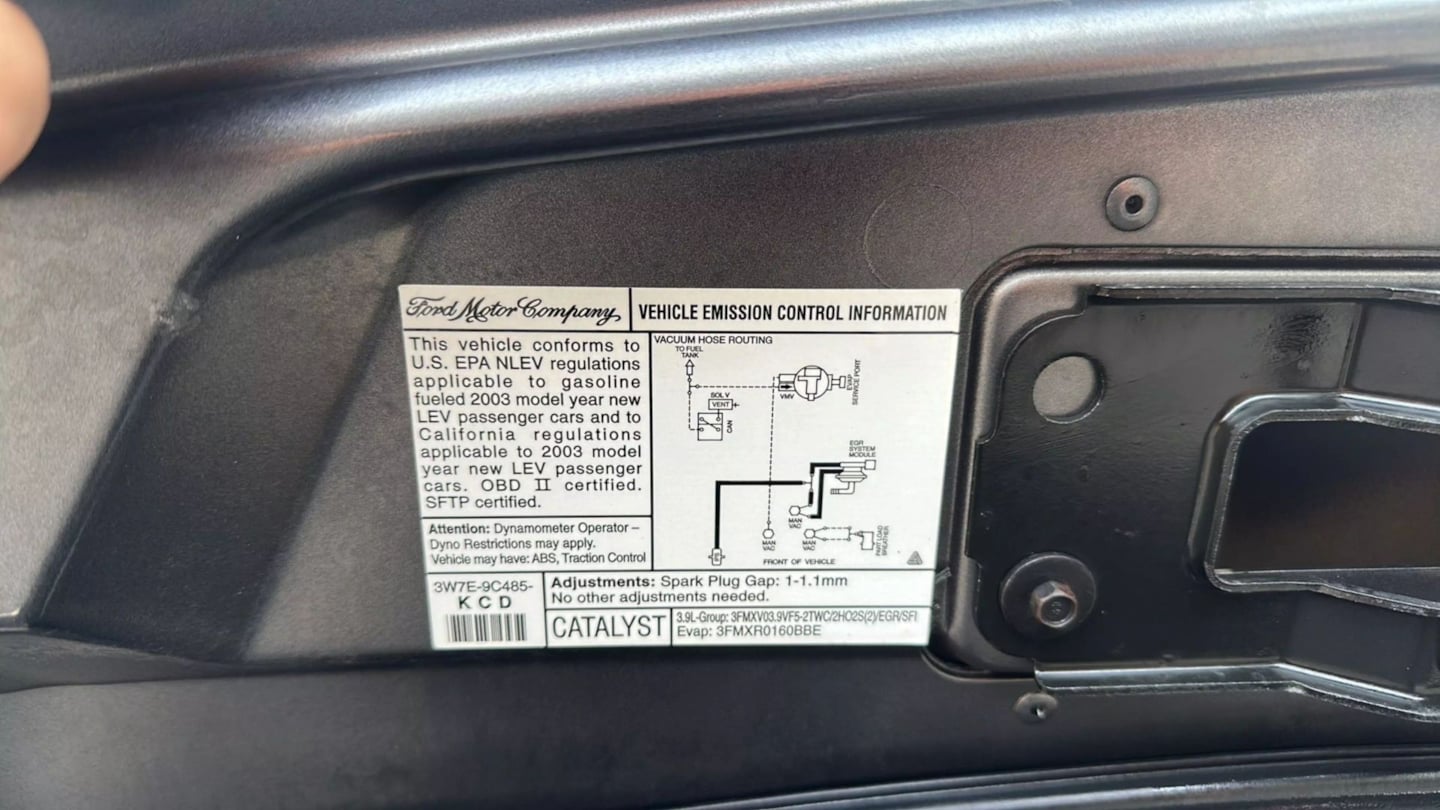 Ford Motor Company
VEHICLE EMISSION CONTROL INFORMATION
This vehicle conforms to
U.S. EPA NLEV regulations
applicable to gasoline
fueled 2003 model year new
LEV passenger cars and to
California regulations
applicable to 2003 model
year new LEV passenger
cars. OBD II certified.
SFTP certified.
Attention: Dynamometer Operator –
Dyno Restrictions may apply.
Vehicle may have: ABS, Traction Control
VACUUM HOSE ROUTING
TO FUEL
TANK
SOL V
VENT
CAN
VMV
EVAP
SERVICE PORT
EGR
SYSTEM
MODULE
MAN
VAC
MAN
VAC
MAN
VAC
PART LOAD
BREATHER
FRONT OF VEHICLE
3W7E-9C485-
K C D
Adjustments: Spark Plug Gap: 1-1.1mm
No other adjustments needed.
CATALYST
3.9L-Group: 3FMXV03.9VF5-2TWC/2HO2S(2)/EGR/SFI
Evap: 3FMXR0160BBE